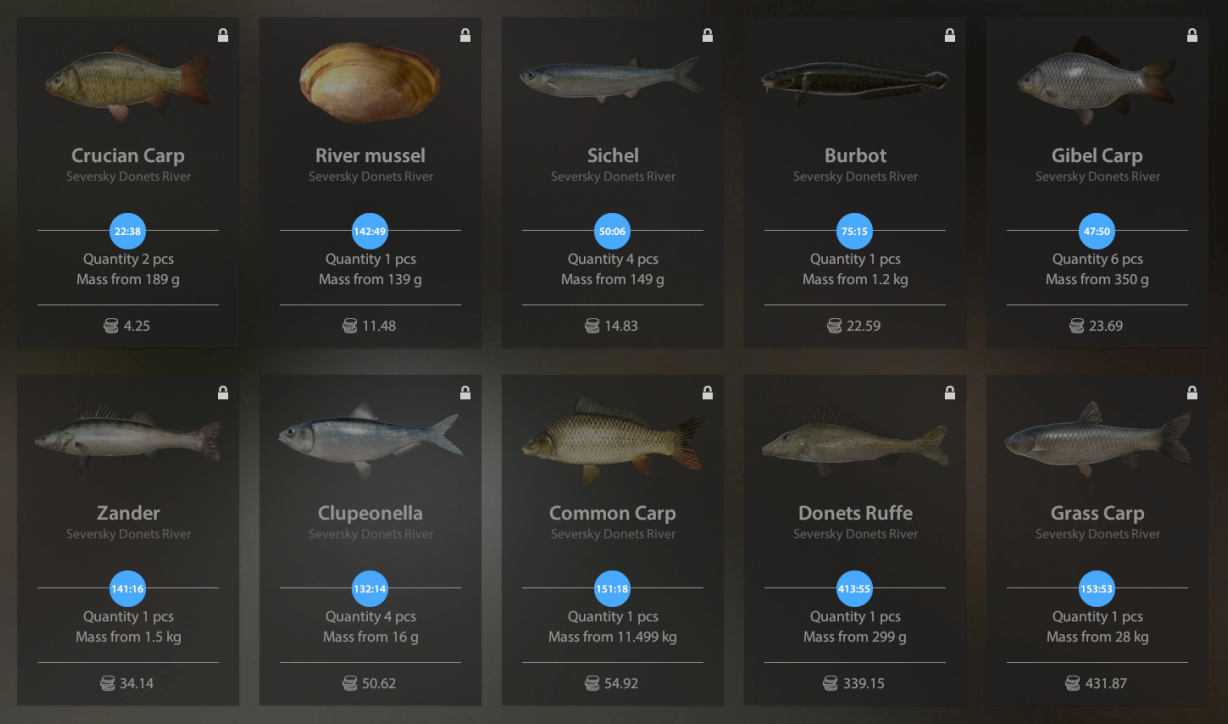 Crucian Carp
Seversky Donets River
22:38
Quantity 2 pcs
Mass from 189 g
4.25
River mussel
Seversky Donets River
142:49
Quantity 1 pcs
Mass from 139 g
11.48
Sichel
Seversky Donets River
50:06
Quantity 4 pcs
Mass from 149 g
14.83
Burbot
Seversky Donets River
75:15
Quantity 1 pcs
Mass from 1.2 kg
22.59
Gibel Carp
Seversky Donets River
47:50
Quantity 6 pcs
Mass from 350 g
23.69
Zander
Seversky Donets River
141:16
Quantity 1 pcs
Mass from 1.5 kg
34.14
Clupeonella
Seversky Donets River
132:14
Quantity 4 pcs
Mass from 16 g
50.62
Common Carp
Seversky Donets River
151:18
Quantity 1 pcs
Mass from 11.499 kg
54.92
Donets Ruffe
Seversky Donets River
413:55
Quantity 1 pcs
Mass from 299 g
339.15
Grass Carp
Seversky Donets River
153:53
Quantity 1 pcs
Mass from 28 kg
431.87